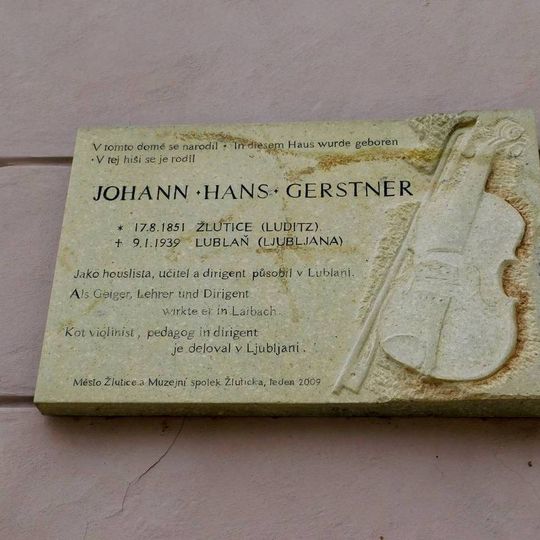 V tomto domě se narodil • In diesem Haus wurde geboren
• V tej hiši se je rodil
JOHANN • HANS • GERSTNER
* 17.8.1851 ŽLUTICE (LUDITZ)
† 9.1.1939 LUBLAŇ (LJUBLJANA)
Jako houslista, učitel a dirigent působil v Lublani.
Als Geiger, Lehrer und Dirigent
wirkte er in Laibach.
Kot violinist, pedagog in dirigent
je deloval v Ljubljani.
Město Žlutice a Muzejní spolek Žluticka, leden 2009